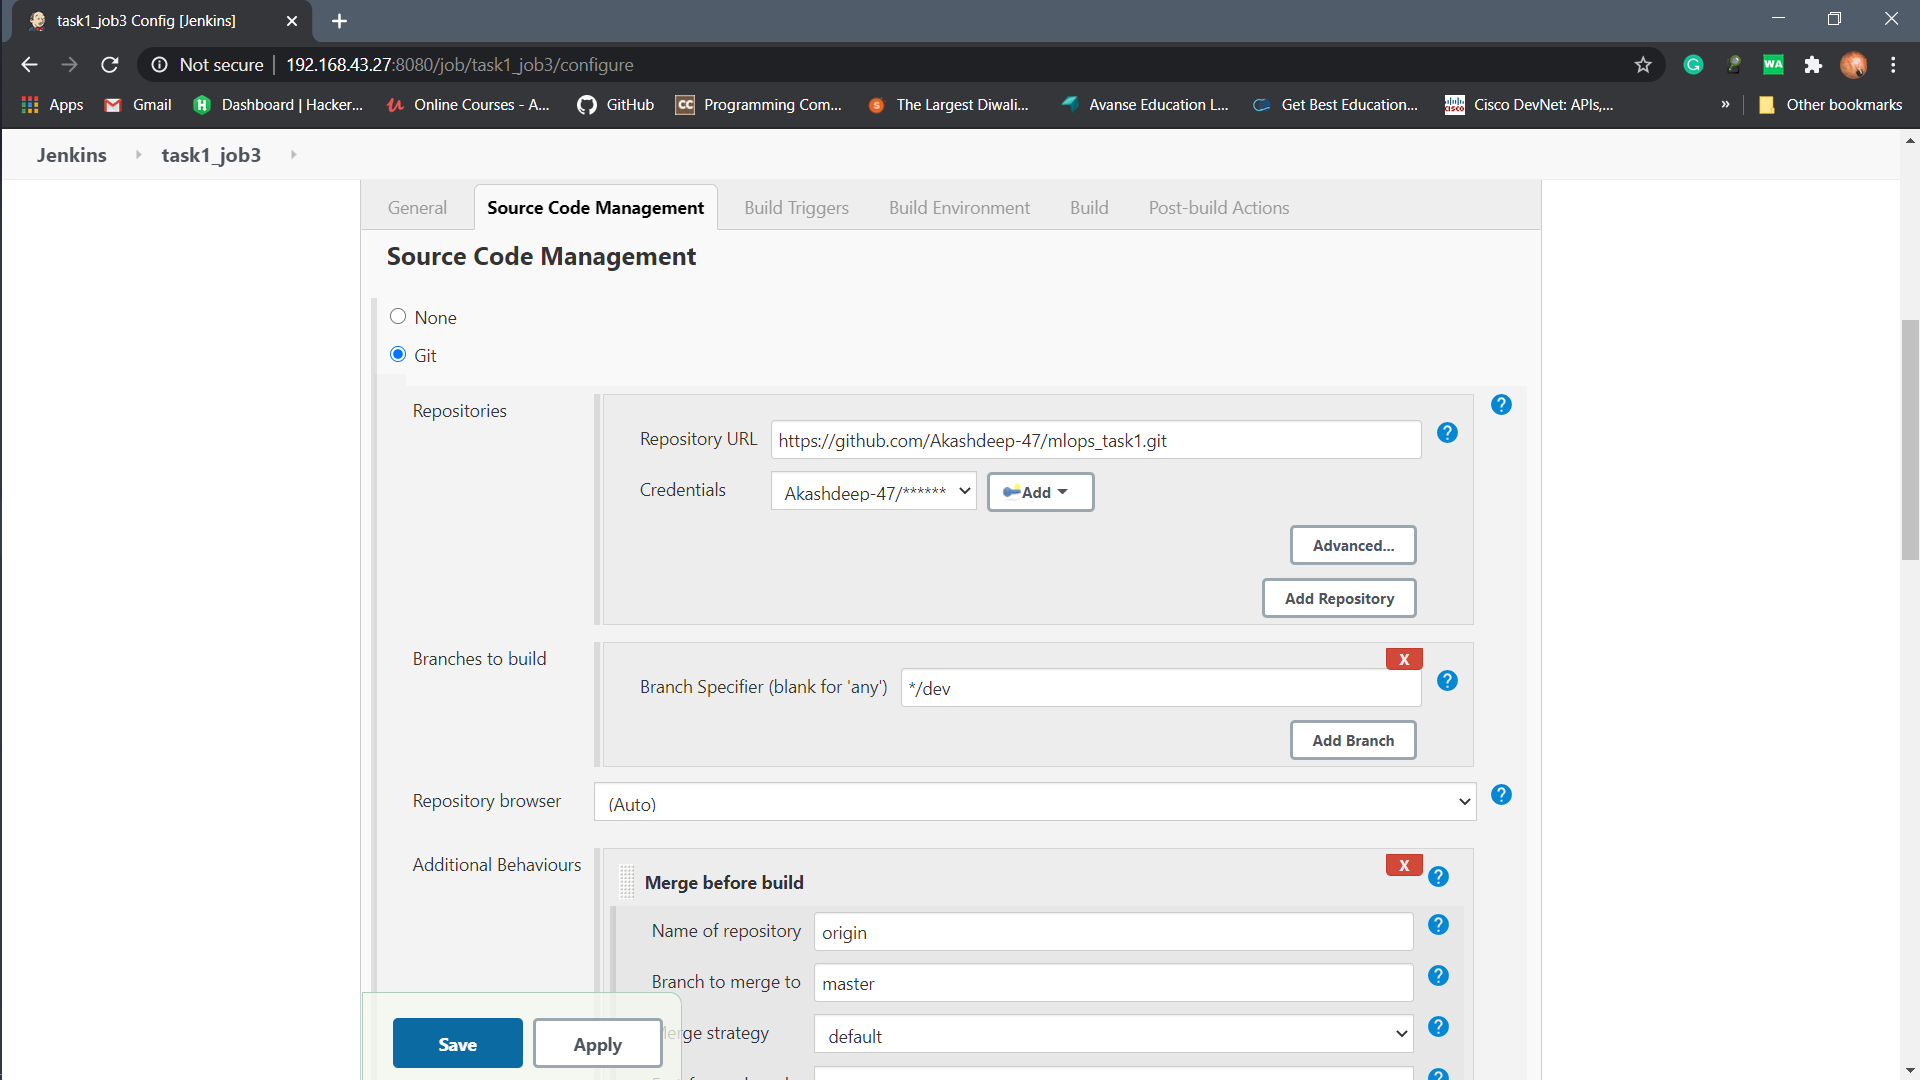 task1_job3 Config [Jenkins]
Not secure | 192.168.43.27:8080/job/task1_job3/configure
WA
Apps Gmail Dashboard | Hacker... Online Courses - A... GitHub CC Programming Com... The Largest Diwali... Avanse Education L... Get Best Education... Cisco DevNet: APIs,... » Other bookmarks
Jenkins task1_job3
General Source Code Management Build Triggers Build Environment Build Post-build Actions
Source Code Management
None
Git
Repositories
Repository URL https://github.com/Akashdeep-47/mlops_task1.git
Credentials Akashdeep-47/****** Add
Advanced...
Add Repository
Branches to build
X
Branch Specifier (blank for 'any') */dev
Add Branch
Repository browser (Auto)
Additional Behaviours
X
Merge before build
Name of repository origin
Branch to merge to master
Merge strategy default
Save Apply